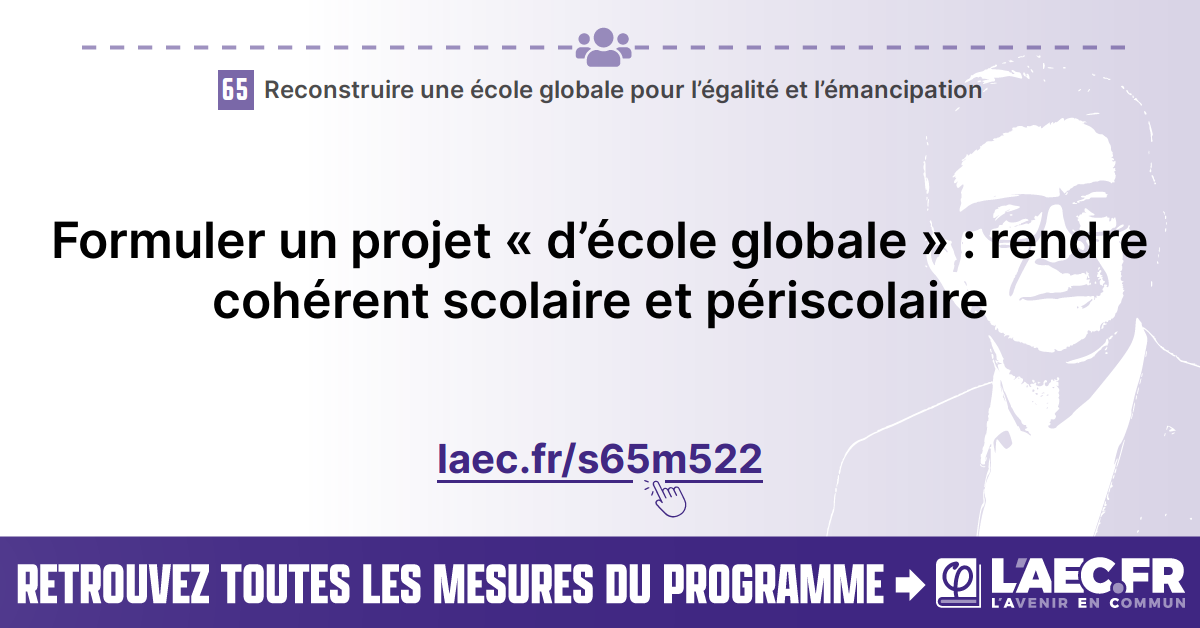 65 Reconstruire une école globale pour l’égalité et l’émancipation
Formuler un projet « d’école globale » : rendre
cohérent scolaire et périscolaire
laec.fr/s65m522
RETROUVEZ TOUTES LES MESURES DU PROGRAMME
L'AEC.FR
L'AVENIR EN COMMUN